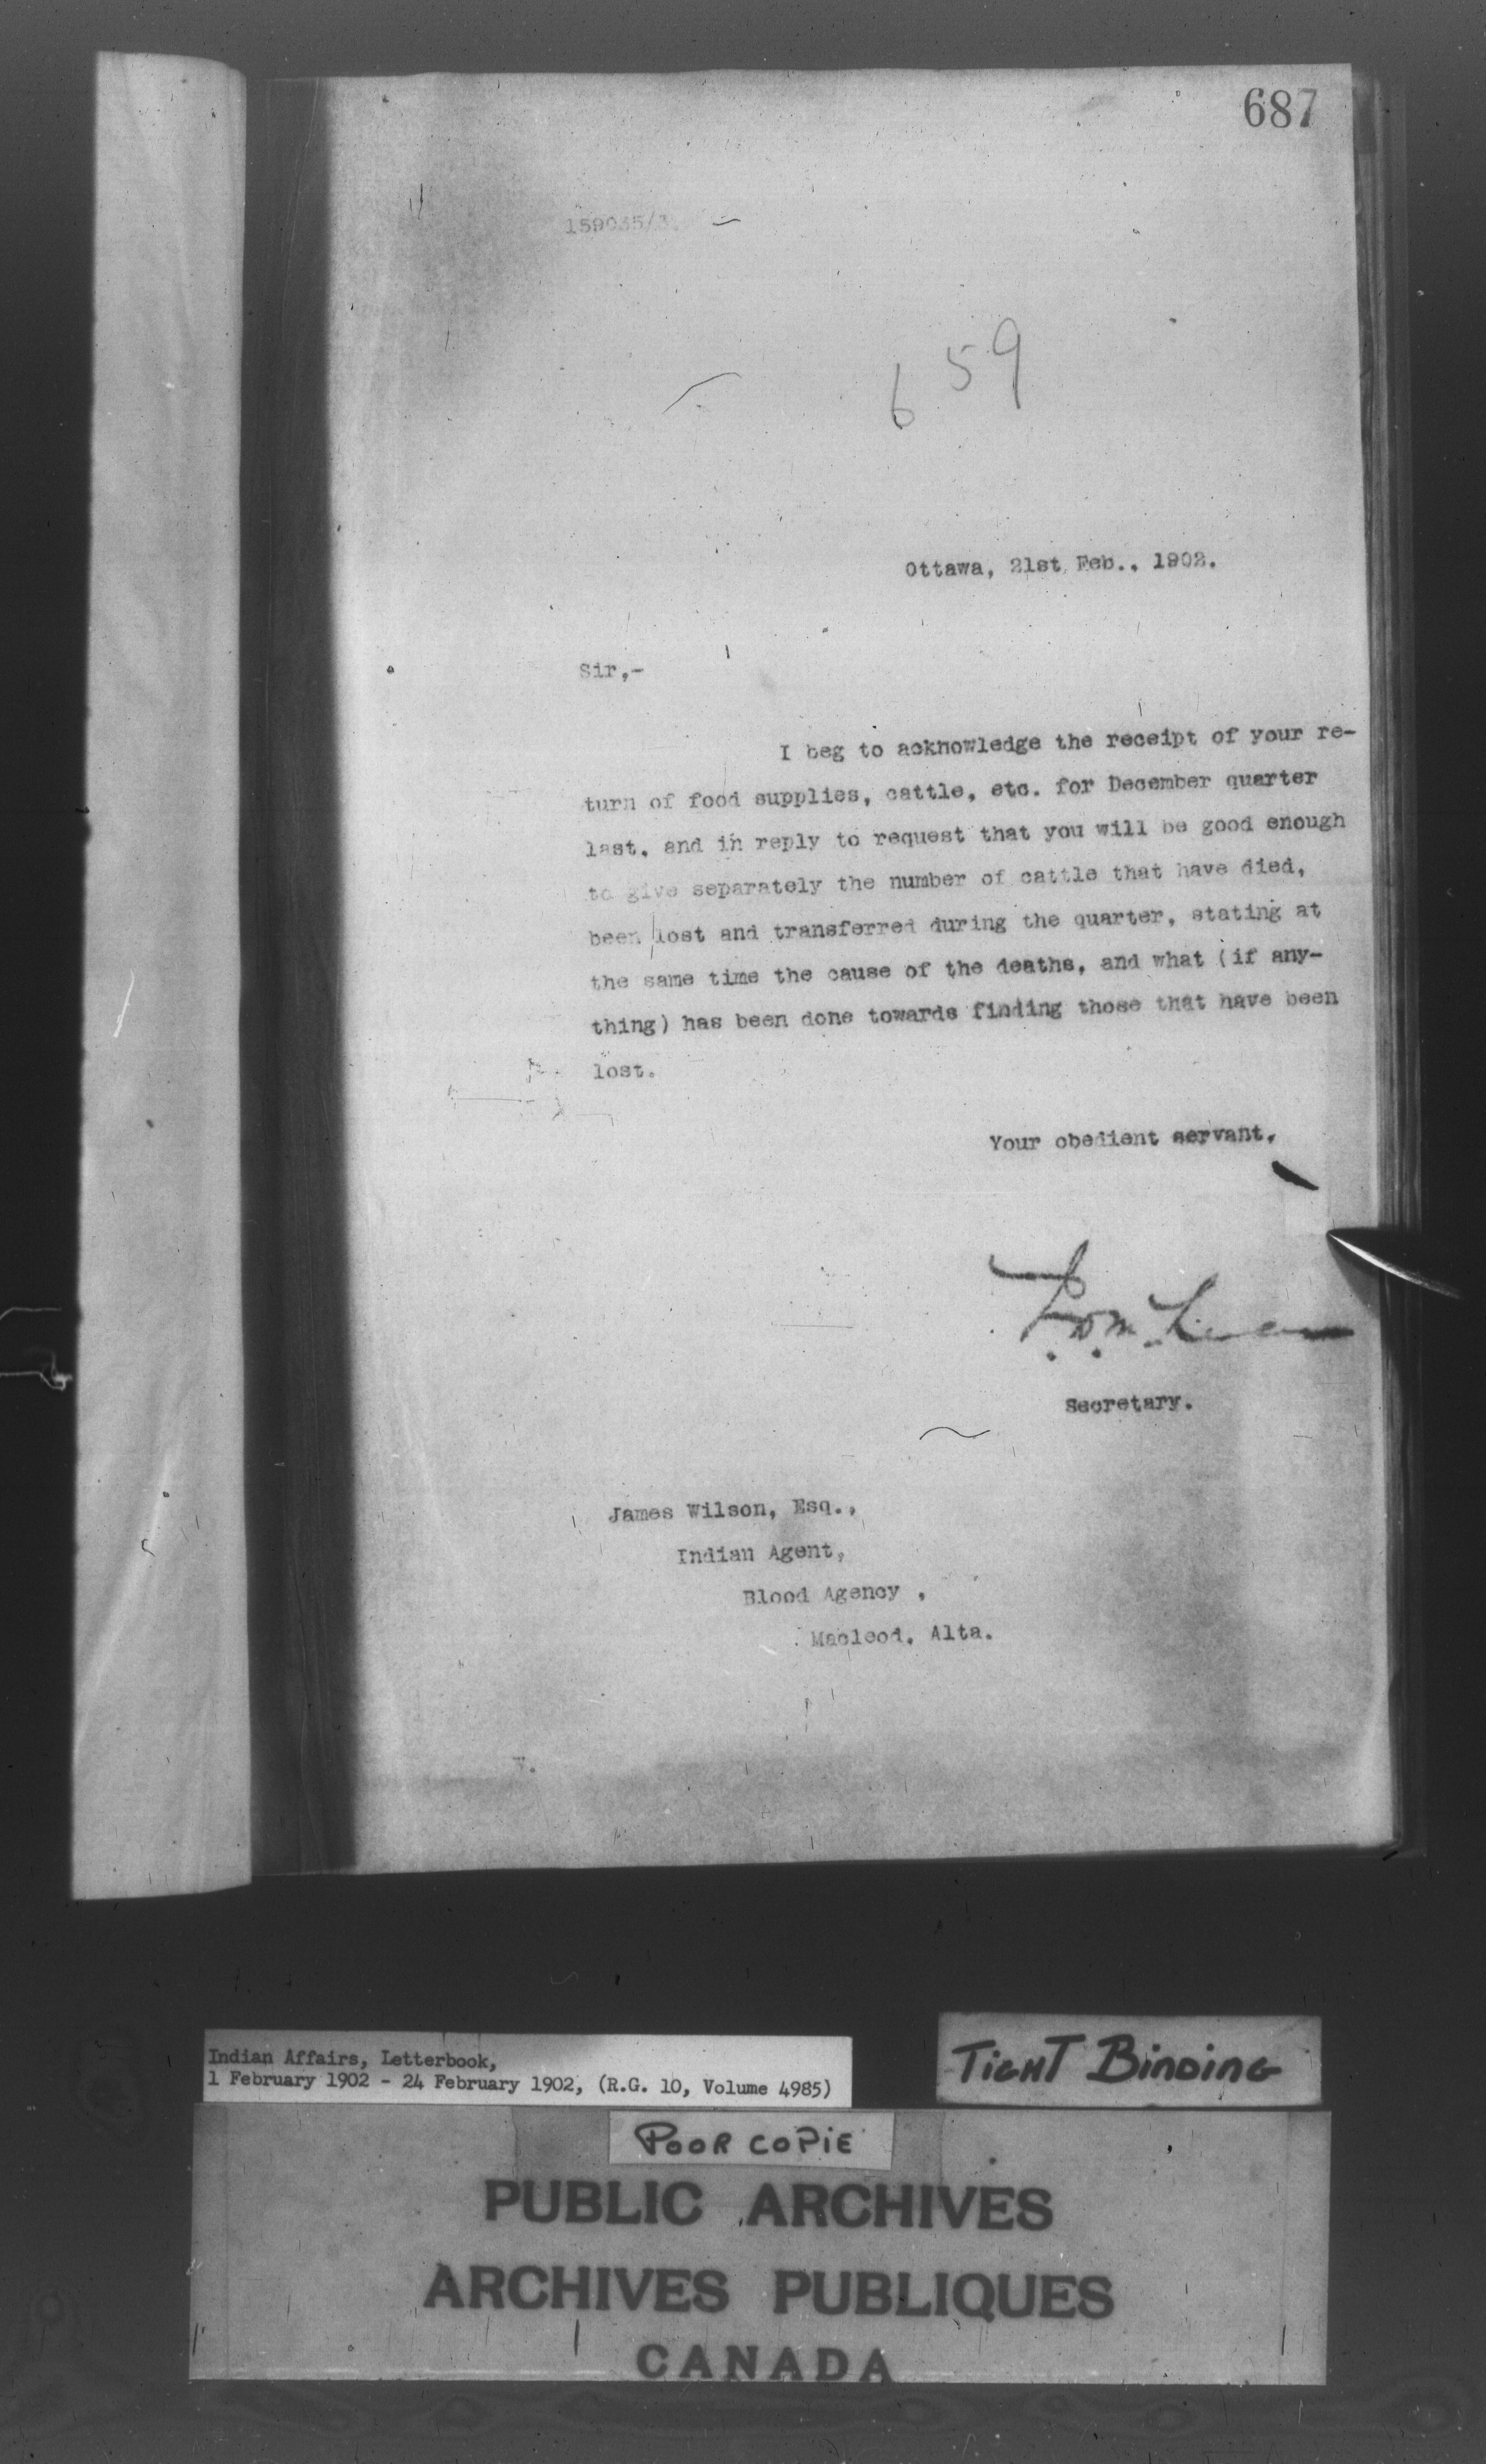 687
659
Ottawa, 21st Feb., 1902.
Sir,-
I beg to acknowledge the receipt of your re-
turn of food supplies, cattle, etc. for December quarter
last, and in reply to request that you will be good enough
to give separately the number of cattle that have died,
been lost and transferred during the quarter, stating at
the same time the cause of the deaths, and what (if any-
thing) has been done towards finding those that have been
lost.
Your obedient servant,
Secretary.
James Wilson, Esq.,
Indian Agent,
Blood Agency ,
Macleod, Alta.
Indian Affairs, Letterbook,
1 February 1902 - 24 February 1902, (R.G. 10, Volume 4985)
TIGHT BINDING
POOR COPIE
PUBLIC ARCHIVES
ARCHIVES PUBLIQUES
CANADA